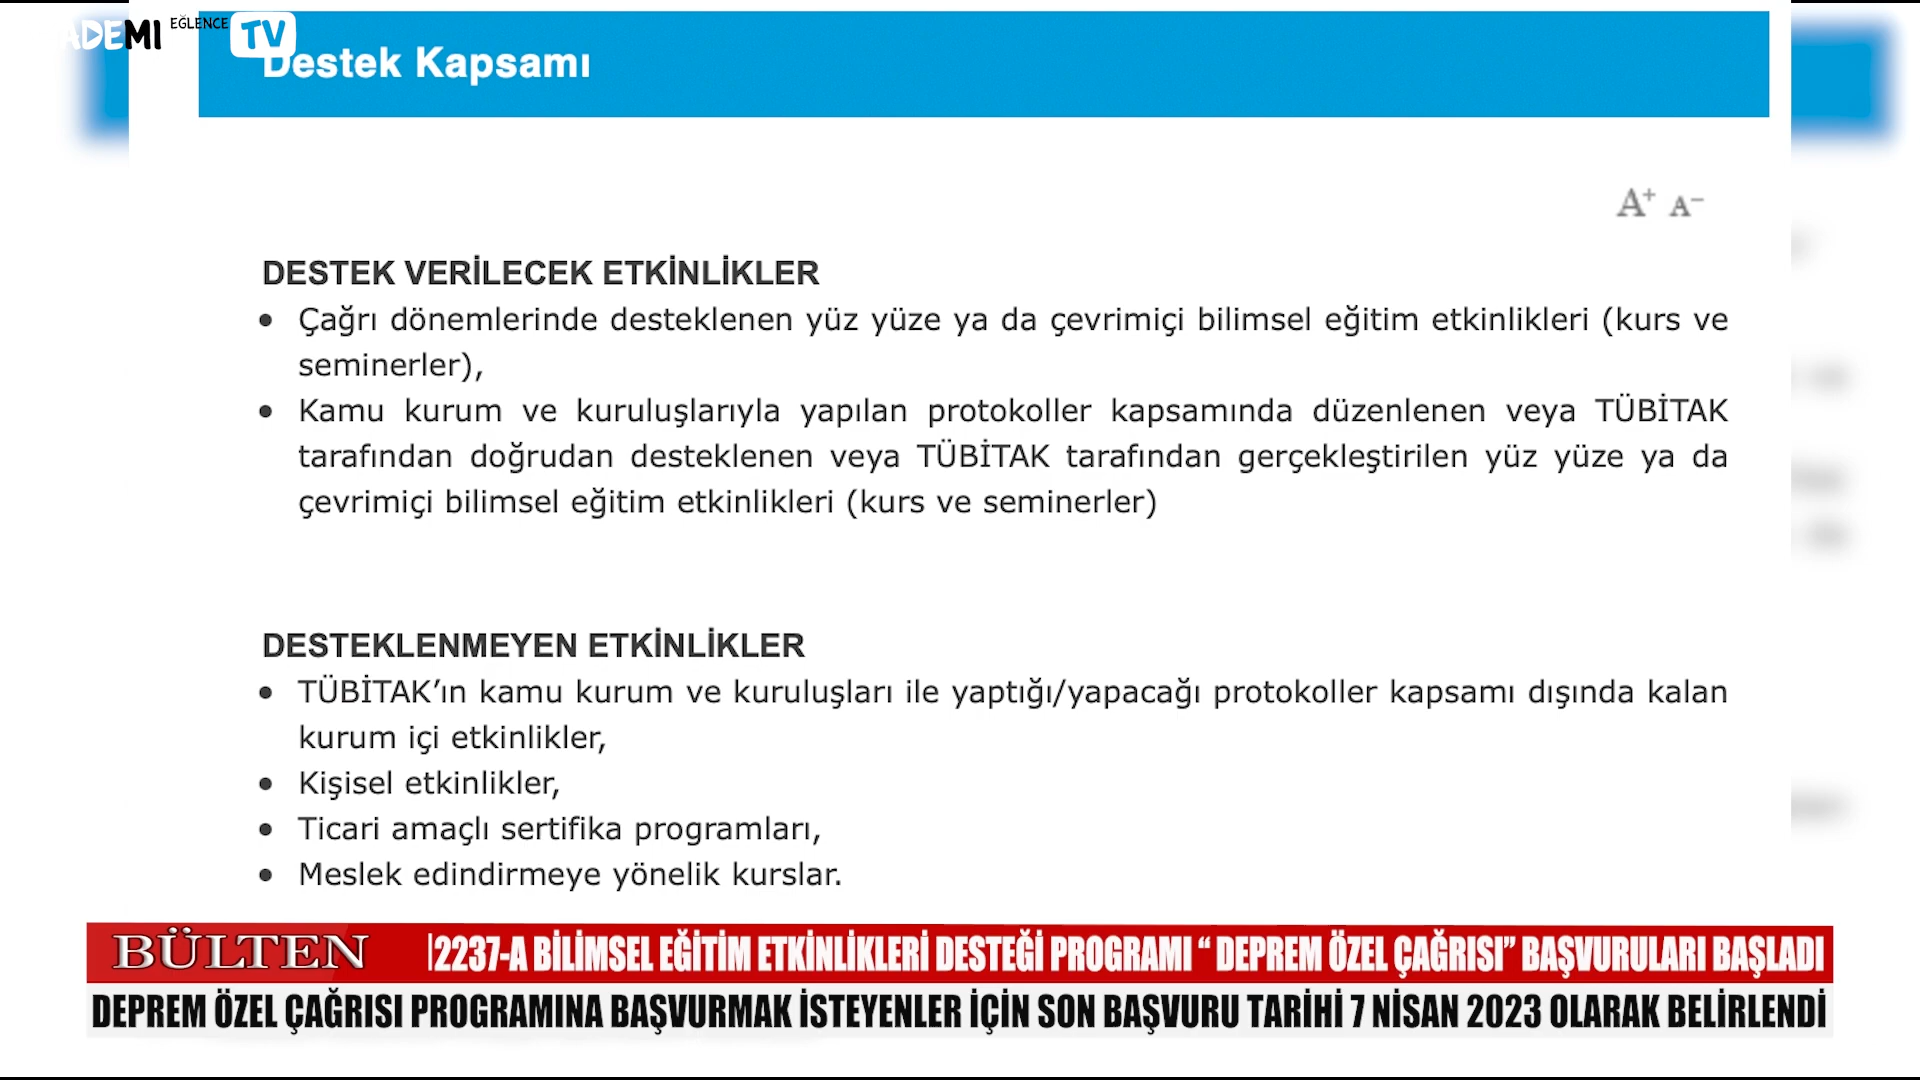 ADEMI EĞLENCE TV
Destek Kapsamı
A+ A-
DESTEK VERİLECEK ETKİNLİKLER
• Çağrı dönemlerinde desteklenen yüz yüze ya da çevrimiçi bilimsel eğitim etkinlikleri (kurs ve
seminerler),
• Kamu kurum ve kuruluşlarıyla yapılan protokoller kapsamında düzenlenen veya TÜBİTAK
tarafından doğrudan desteklenen veya TÜBİTAK tarafından gerçekleştirilen yüz yüze ya da
çevrimiçi bilimsel eğitim etkinlikleri (kurs ve seminerler)
DESTEKLENMEYEN ETKİNLİKLER
• TÜBİTAK’ın kamu kurum ve kuruluşları ile yaptığı/yapacağı protokoller kapsamı dışında kalan
kurum içi etkinlikler,
• Kişisel etkinlikler,
• Ticari amaçlı sertifika programları,
• Meslek edindirmeye yönelik kurslar.
BÜLTEN
2237-A BİLİMSEL EĞİTİM ETKİNLİKLERİ DESTEĞİ PROGRAMI “ DEPREM ÖZEL ÇAĞRISI” BAŞVURULARI BAŞLADI
DEPREM ÖZEL ÇAĞRISI PROGRAMINA BAŞVURMAK İSTEYENLER İÇİN SON BAŞVURU TARİHİ 7 NİSAN 2023 OLARAK BELİRLENDİ